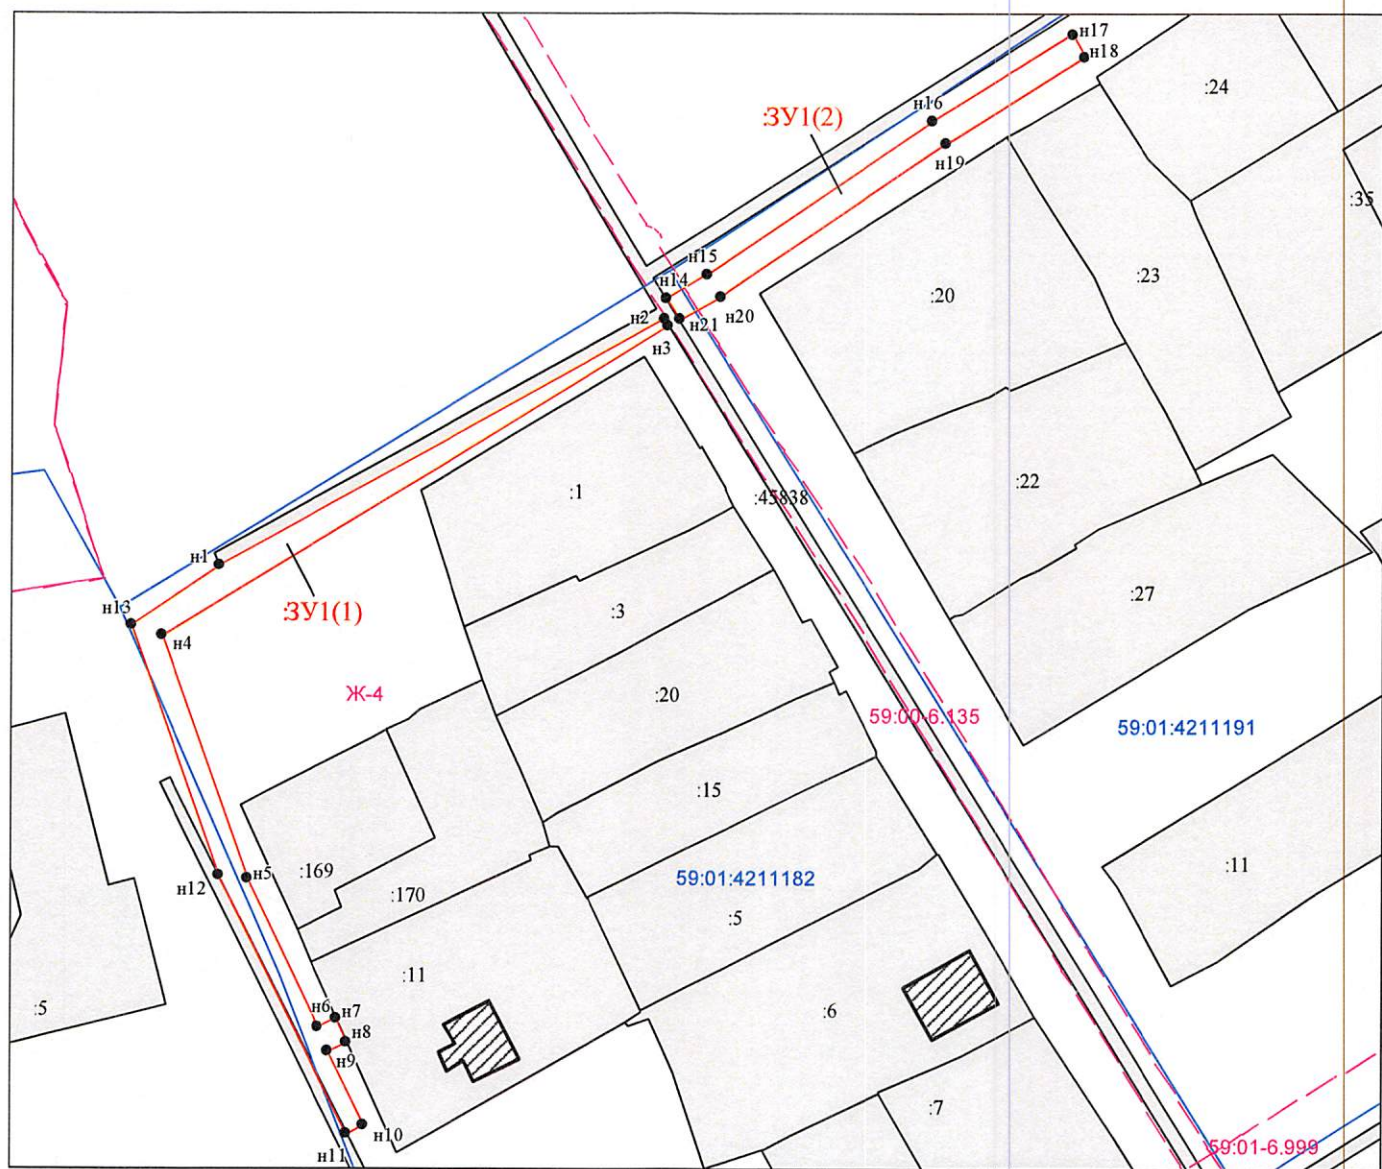 н17
н18
:24
н16
:ЗУ1(2)
н19
:35
н15
:23
н14
:20
н20
н2
н21
н3
:1
:45838
:22
н1
:27
:ЗУ1(1)
н13
:3
н4
Ж-4
:20
59:00-6.135
59:01:4211191
:15
:11
:169
н5
59:01:4211182
н12
:170
:5
:11
:5
н6
н7
:6
н8
н9
:7
н10
н11
59:01-6.999